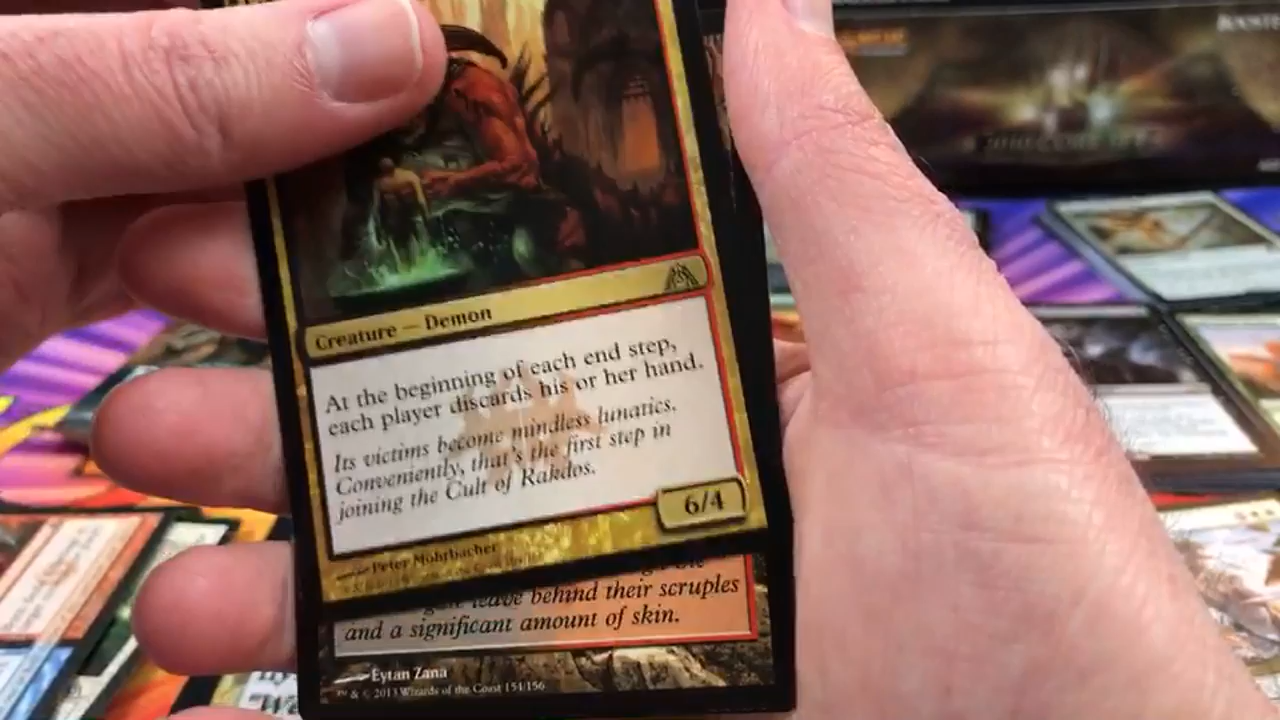 Creature — Demon
At the beginning of each end step,
each player discards his or her hand.
Its victims become mindless lunatics.
Conveniently, that's the first step in
joining the Cult of Rakdos.
6/4
Peter Mohrbacher
leave behind their scruples
and a significant amount of skin.
Eytan Zana
™ & © 2013 Wizards of the Coast 154/156